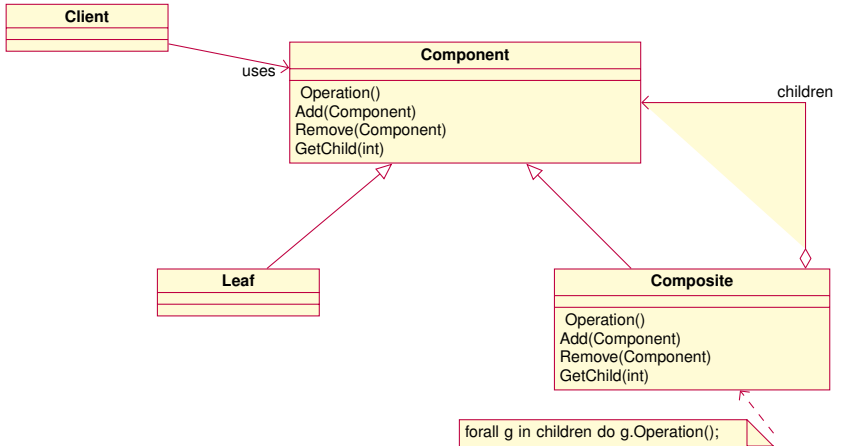 Client
uses
Component
Operation()
Add(Component)
Remove(Component)
GetChild(int)
children
Leaf
Composite
Operation()
Add(Component)
Remove(Component)
GetChild(int)
forall g in children do g.Operation();